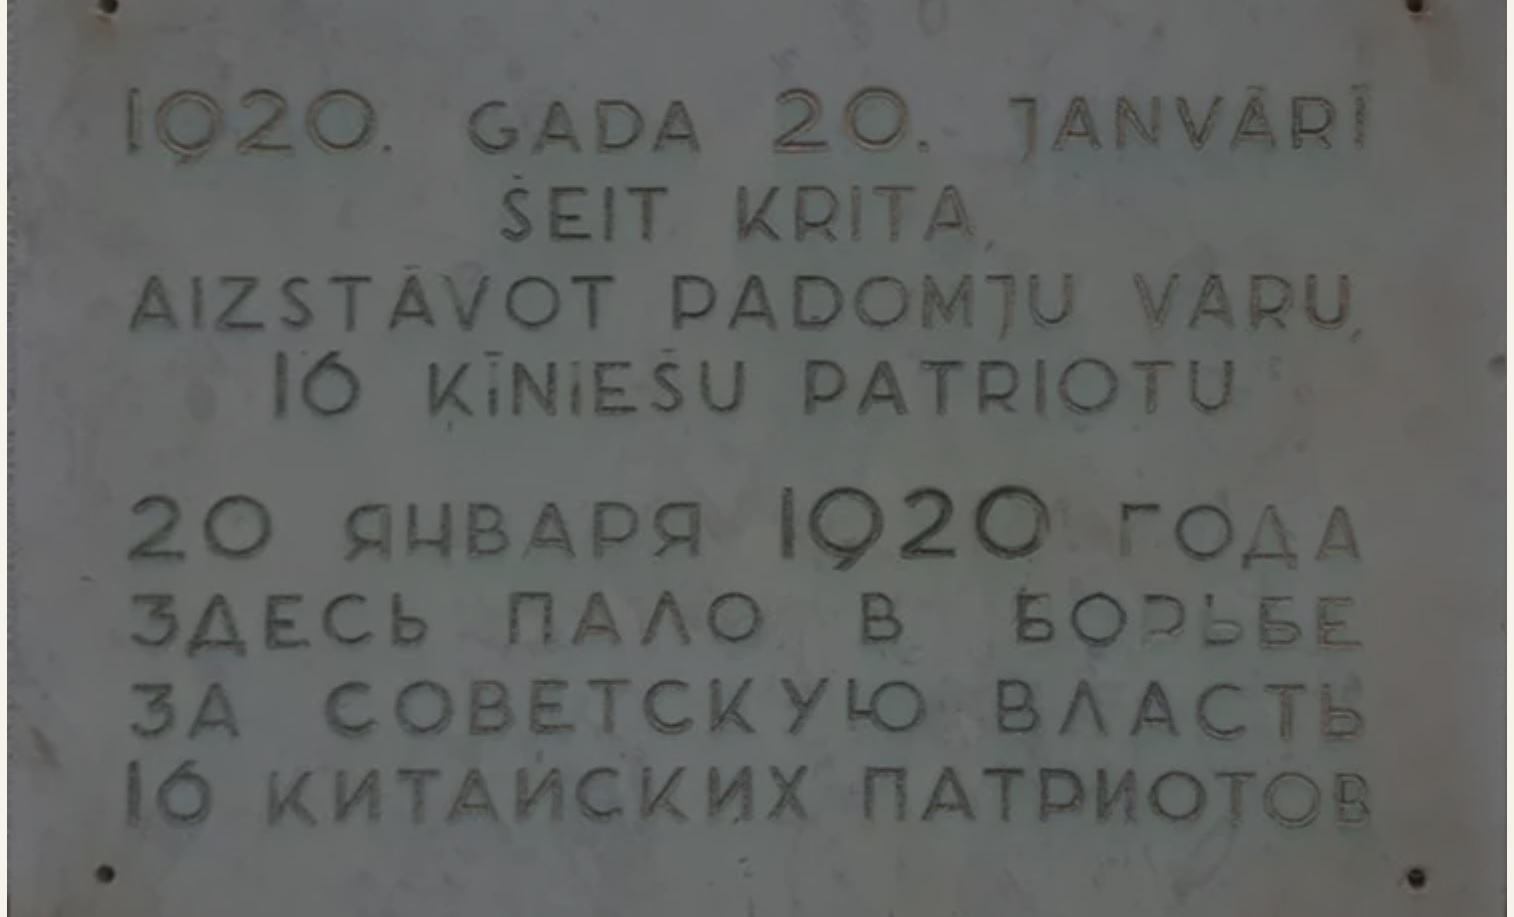 1920. GADA 20. JANVĀRĪ
ŠEIT KRITA,
AIZSTĀVOT PADOMJU VARU,
16 ĶĪNIEŠU PATRIOTU
20 ЯНВАРЯ 1920 ГОДА
ЗДЕСЬ ПАЛО В БОРЬБЕ
ЗА СОВЕТСКУЮ ВЛАСТЬ
16 КИТАЙСКИХ ПАТРИОТОВ